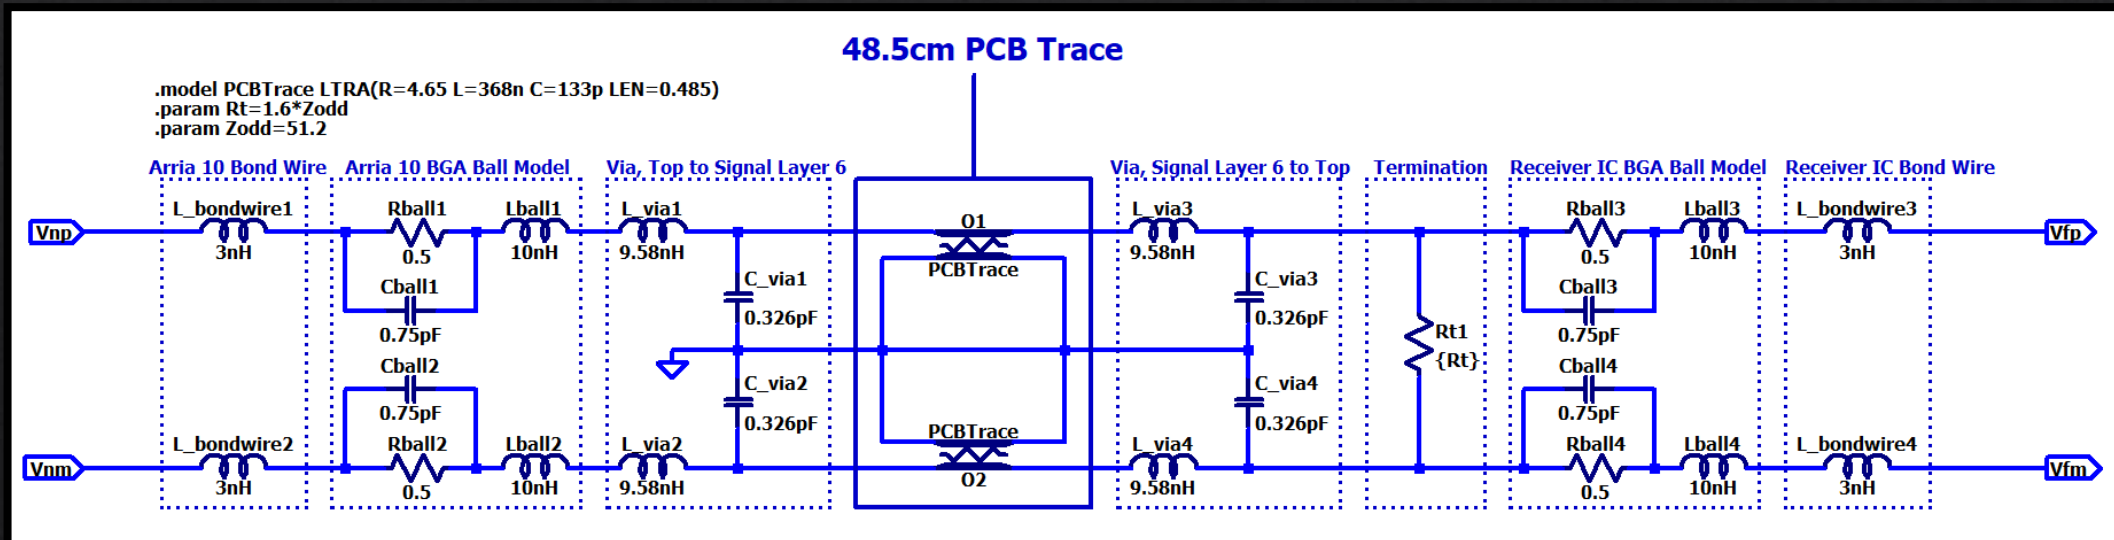 48.5cm PCB Trace
.model PCBTrace LTRA(R=4.65 L=368n C=133p LEN=0.485)
.param Rt=1.6*Zodd
.param Zodd=51.2
Arria 10 Bond Wire
Arria 10 BGA Ball Model
Via, Top to Signal Layer 6
Via, Signal Layer 6 to Top
Termination
Receiver IC BGA Ball Model
Receiver IC Bond Wire
L_bondwire1
Rball1
Lball1
L_via1
O1
L_via3
Rball3
Lball3
L_bondwire3
Vnp
Vfp
3nH
0.5
10nH
9.58nH
PCBTrace
9.58nH
0.5
10nH
3nH
Cball1
C_via1
C_via3
Cball3
0.75pF
0.326pF
0.326pF
0.75pF
Rt1
{Rt}
Cball2
C_via2
C_via4
Cball4
0.75pF
0.326pF
0.326pF
0.75pF
L_bondwire2
Rball2
Lball2
L_via2
PCBTrace
L_via4
Rball4
Lball4
L_bondwire4
Vnm
Vfm
3nH
0.5
10nH
9.58nH
O2
9.58nH
0.5
10nH
3nH